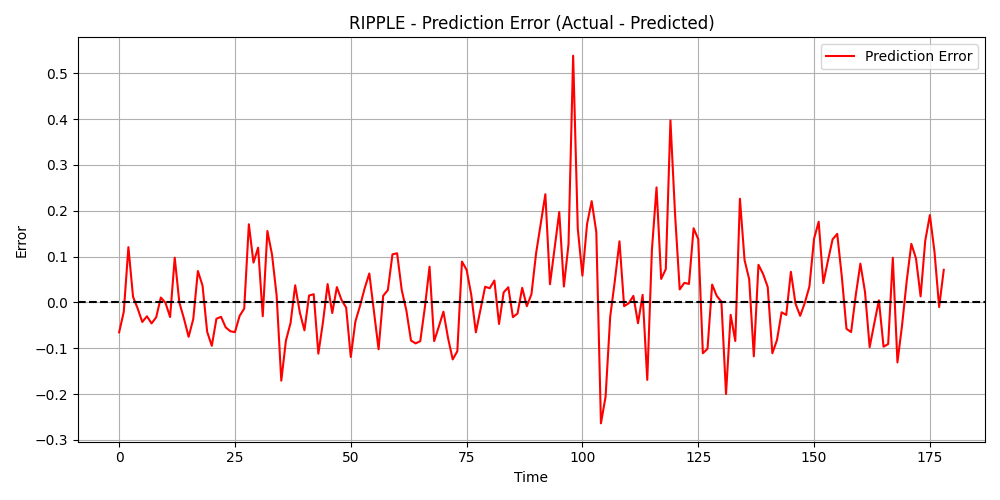 RIPPLE - Prediction Error (Actual - Predicted)
Prediction Error
Error
0.5
0.4
0.3
0.2
0.1
0.0
−0.1
−0.2
−0.3
0 25 50 75 100 125 150 175
Time